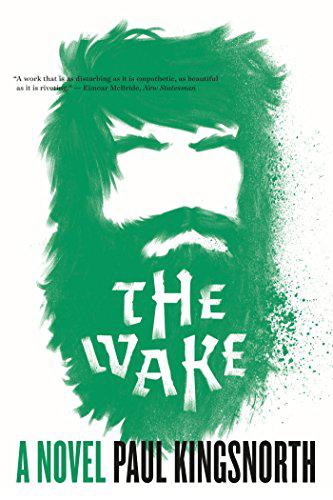 "A work that is as disturbing as it is empathetic, as beautiful
as it is riveting." — Eimear McBride, New Statesman
THE
WAKE
A NOVEL PAUL KINGSNORTH